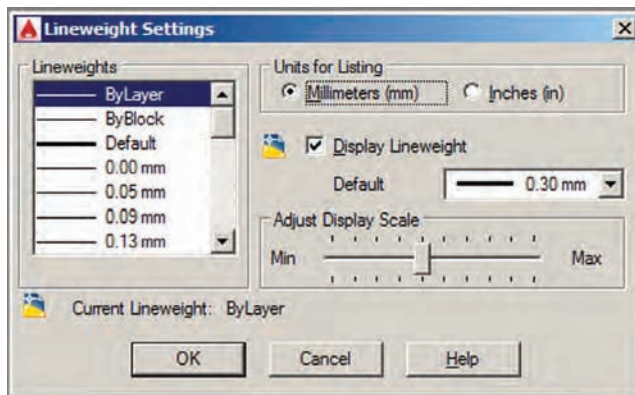 Lineweight Settings
Lineweights
ByLayer
ByBlock
Default
0.00 mm
0.05 mm
0.09 mm
0.13 mm
Units for Listing
Millimeters (mm)
Inches (in)
Display Lineweight
Default
0.30 mm
Adjust Display Scale
Min
Max
Current Lineweight: ByLayer
OK
Cancel
Help